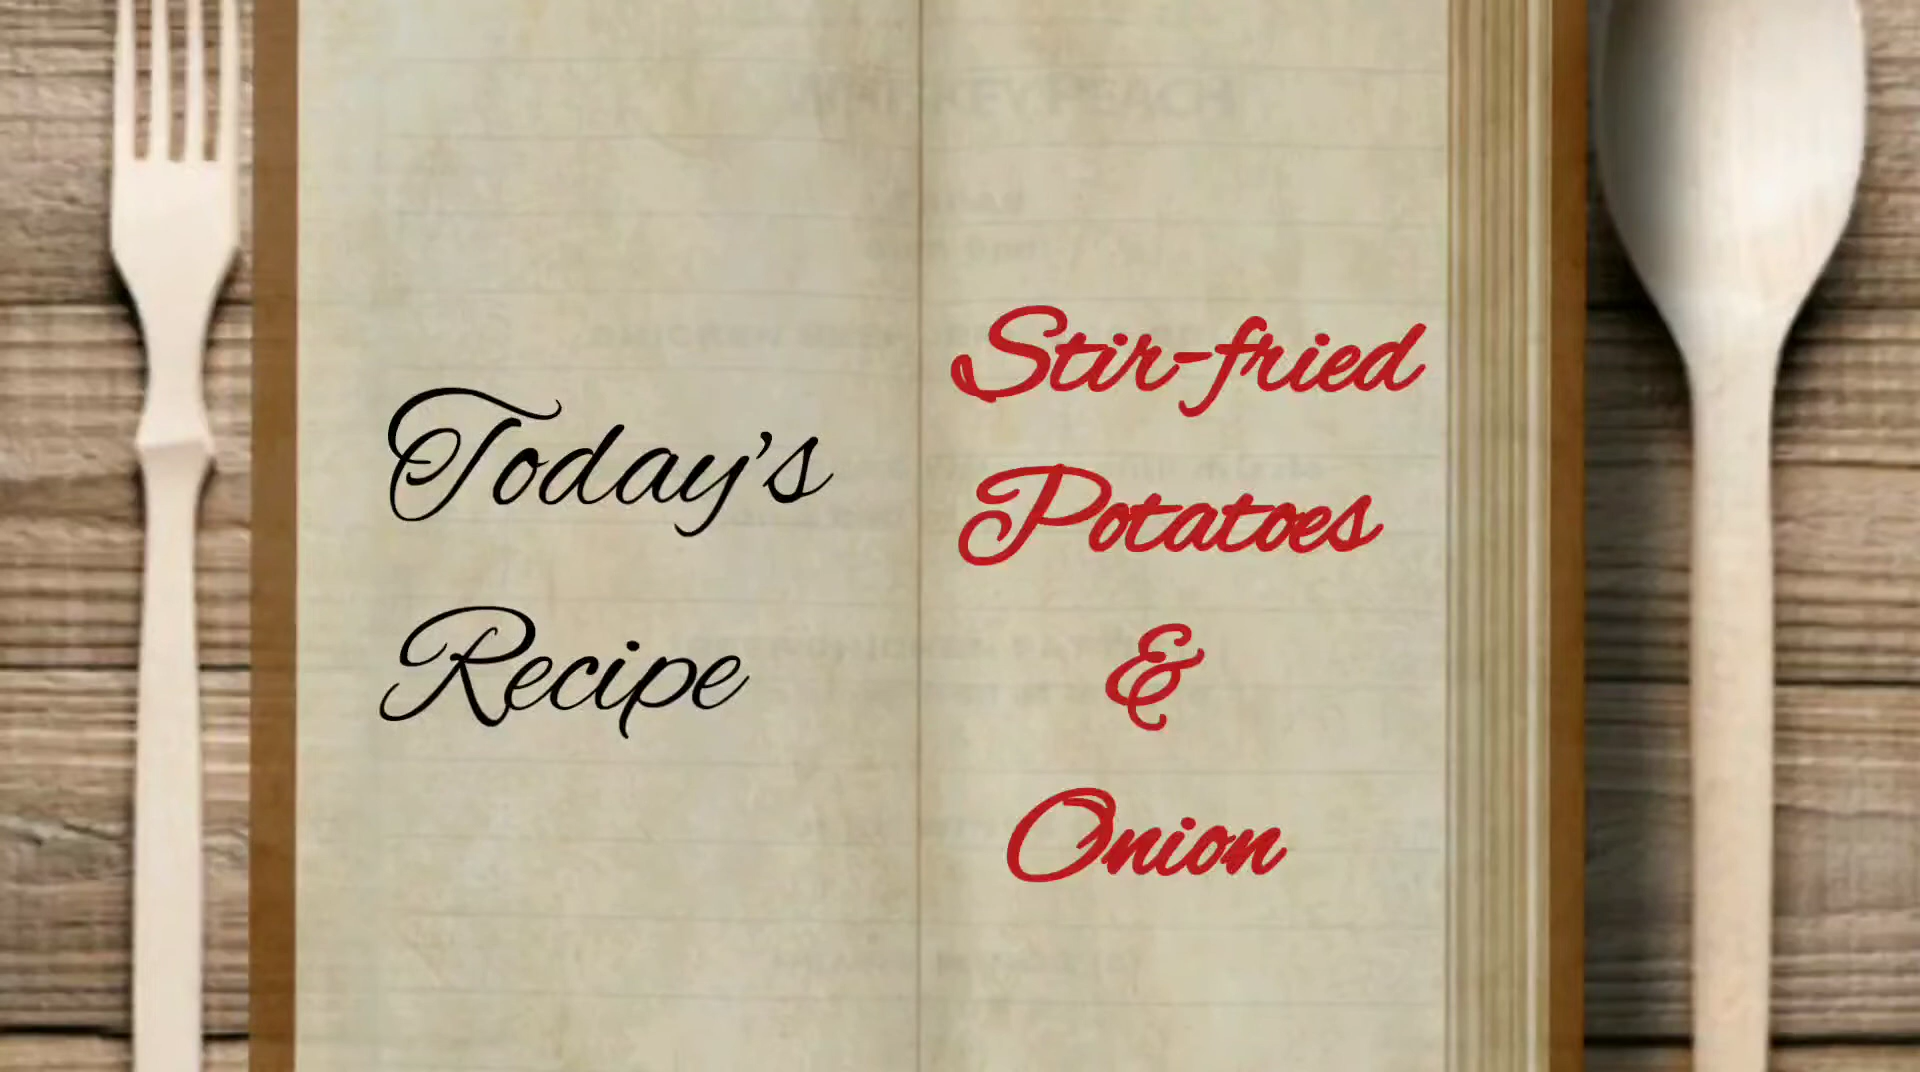 Today's
Recipe
Stir-fried
Potatoes
&
Onion